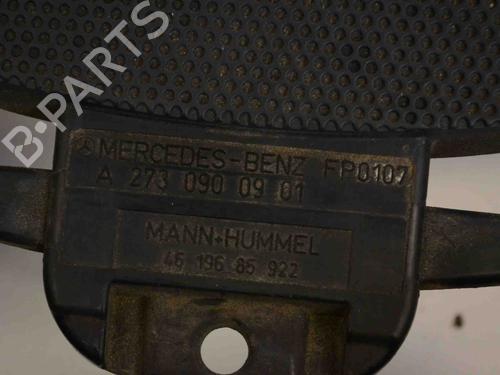 B-PARTS
MERCEDES-BENZ FP0107
A 273 090 09 01
MANN+HUMMEL
46 196 85 922